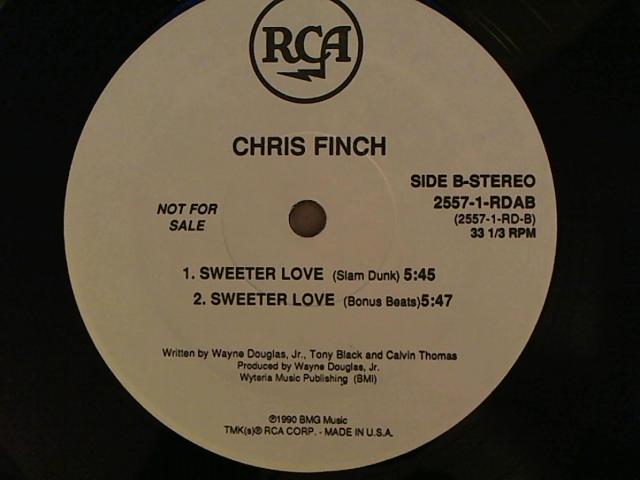 RCA
CHRIS FINCH
SIDE B-STEREO
2557-1-RDAB
(2557-1-RD-B)
33 1/3 RPM
NOT FOR
SALE
1. SWEETER LOVE (Slam Dunk) 5:45
2. SWEETER LOVE (Bonus Beats) 5:47
Written by Wayne Douglas, Jr., Tony Black and Calvin Thomas
Produced by Wayne Douglas, Jr.
Wyteria Music Publishing (BMI)
℗1990 BMG Music
TMK(s)® RCA CORP. - MADE IN U.S.A.